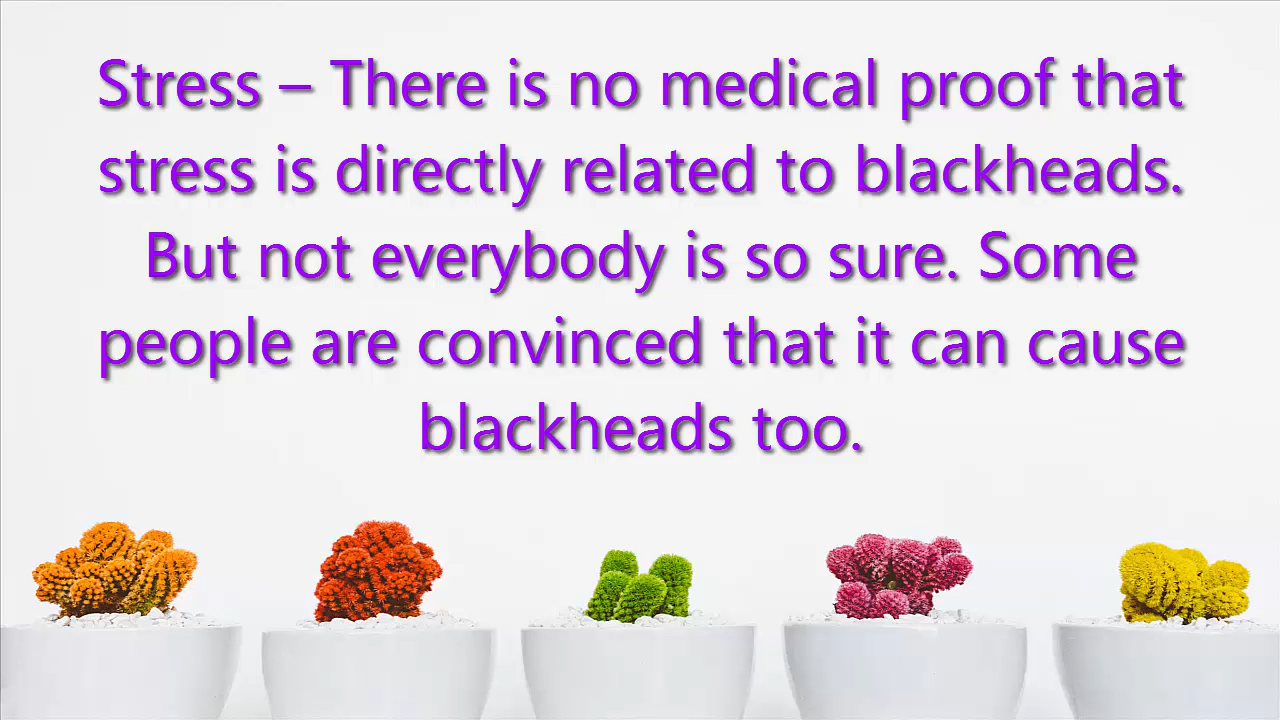 Stress – There is no medical proof that
stress is directly related to blackheads.
But not everybody is so sure. Some
people are convinced that it can cause
blackheads too.